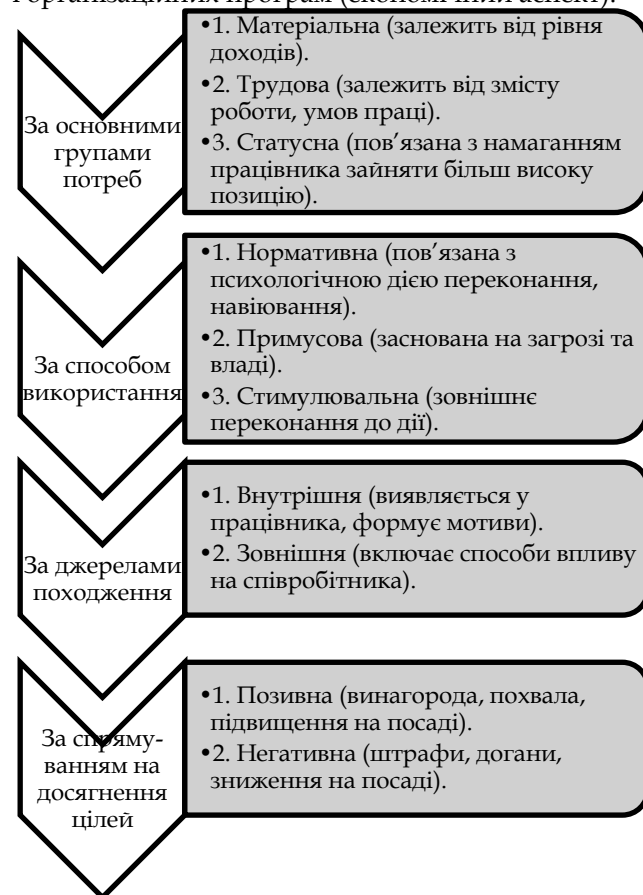 і організаційних програм (економічний аспект).
За основними
групами
потреб
•1. Матеріальна (залежить від рівня
доходів).
•2. Трудова (залежить від змісту
роботи, умов праці).
•3. Статусна (пов’язана з намаганням
працівника зайняти більш високу
позицію).
За способом
використання
•1. Нормативна (пов’язана з
психологічною дією переконання,
навіювання).
•2. Примусова (заснована на загрозі та
владі).
•3. Стимулювальна (зовнішнє
переконання до дії).
За джерелами
походження
•1. Внутрішня (виявляється у
працівника, формує мотиви).
•2. Зовнішня (включає способи впливу
на співробітника).
За спряму-
ванням на
досягнення
цілей
•1. Позивна (винагорода, похвала,
підвищення на посаді).
•2. Негативна (штрафи, догани,
зниження на посаді).